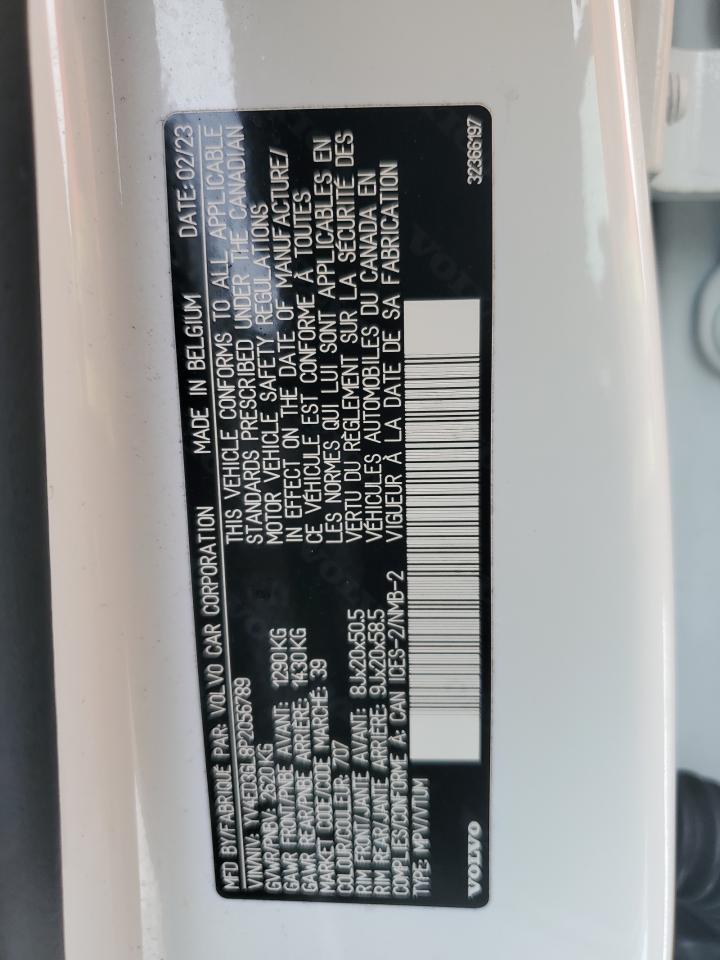 MFD BY/FABRIQUÉ PAR: VOLVO CAR CORPORATION MADE IN BELGIUM DATE: 02/23
VIN/NIV: YV4ED3GL8P2056789
GVWR/PNBV: 2620 KG
GAWR FRONT/PNBE AVANT: 1290 KG
GAWR REAR/PNBE ARRIÈRE: 1430 KG
MARKET CODE/CODE MARCHÉ: 39
COLOUR/COULEUR: 707
RIM FRONT/JANTE AVANT: 8Jx20x50.5
RIM REAR/JANTE ARRIÈRE: 9Jx20x58.5
COMPLIES/CONFORME À: CAN ICES-2/NMB-2
TYPE: MPV/VTUM
THIS VEHICLE CONFORMS TO ALL APPLICABLE
STANDARDS PRESCRIBED UNDER THE CANADIAN
MOTOR VEHICLE SAFETY REGULATIONS
IN EFFECT ON THE DATE OF MANUFACTURE/
CE VÉHICULE EST CONFORME À TOUTES
LES NORMES QUI LUI SONT APPLICABLES EN
VERTU DU RÈGLEMENT SUR LA SÉCURITÉ DES
VÉHICULES AUTOMOBILES DU CANADA EN
VIGUEUR À LA DATE DE SA FABRICATION
VOLVO
32366197